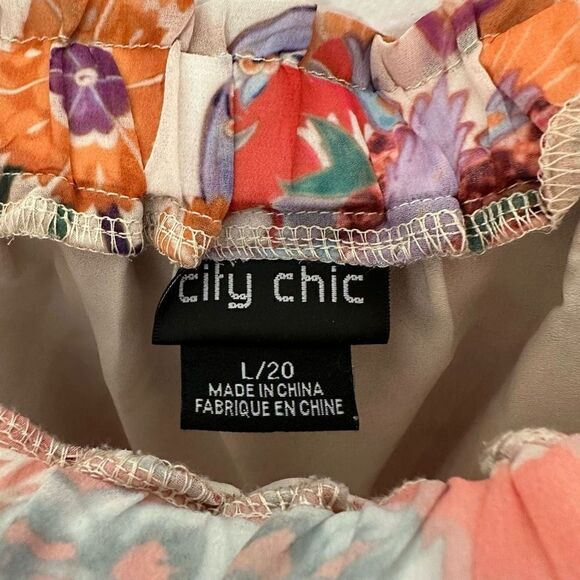 city chic
L/20
MADE IN CHINA
FABRIQUE EN CHINE